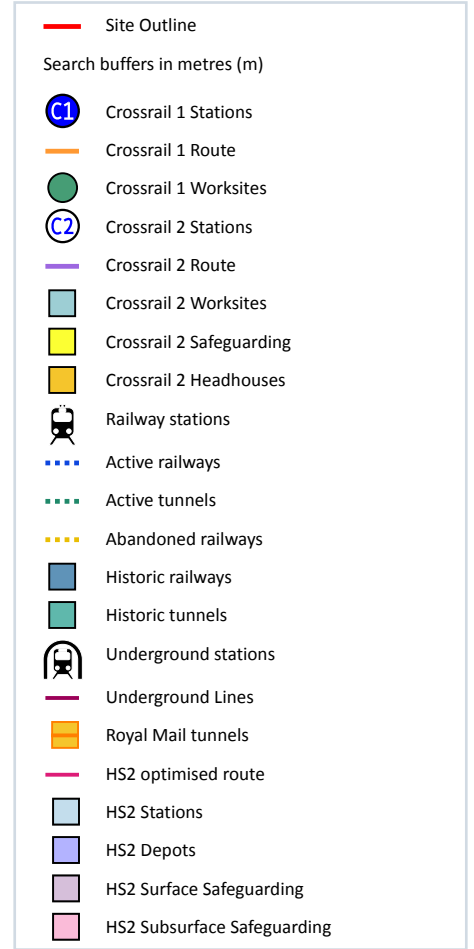 Site Outline
Search buffers in metres (m)
C1 Crossrail 1 Stations
Crossrail 1 Route
Crossrail 1 Worksites
C2 Crossrail 2 Stations
Crossrail 2 Route
Crossrail 2 Worksites
Crossrail 2 Safeguarding
Crossrail 2 Headhouses
Railway stations
Active railways
Active tunnels
Abandoned railways
Historic railways
Historic tunnels
Underground stations
Underground Lines
Royal Mail tunnels
HS2 optimised route
HS2 Stations
HS2 Depots
HS2 Surface Safeguarding
HS2 Subsurface Safeguarding